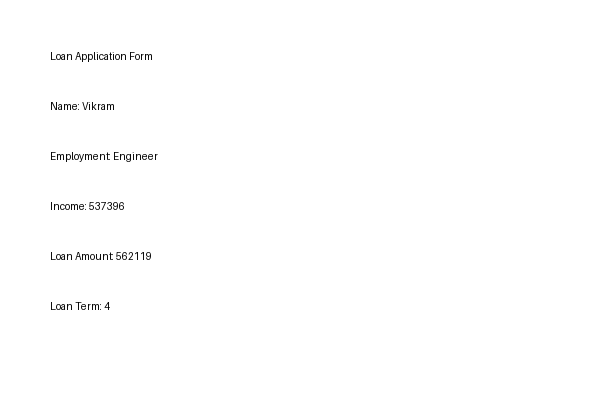 Loan Application Form
Name: Vikram
Employment: Engineer
Income: 537396
Loan Amount: 562119
Loan Term: 4